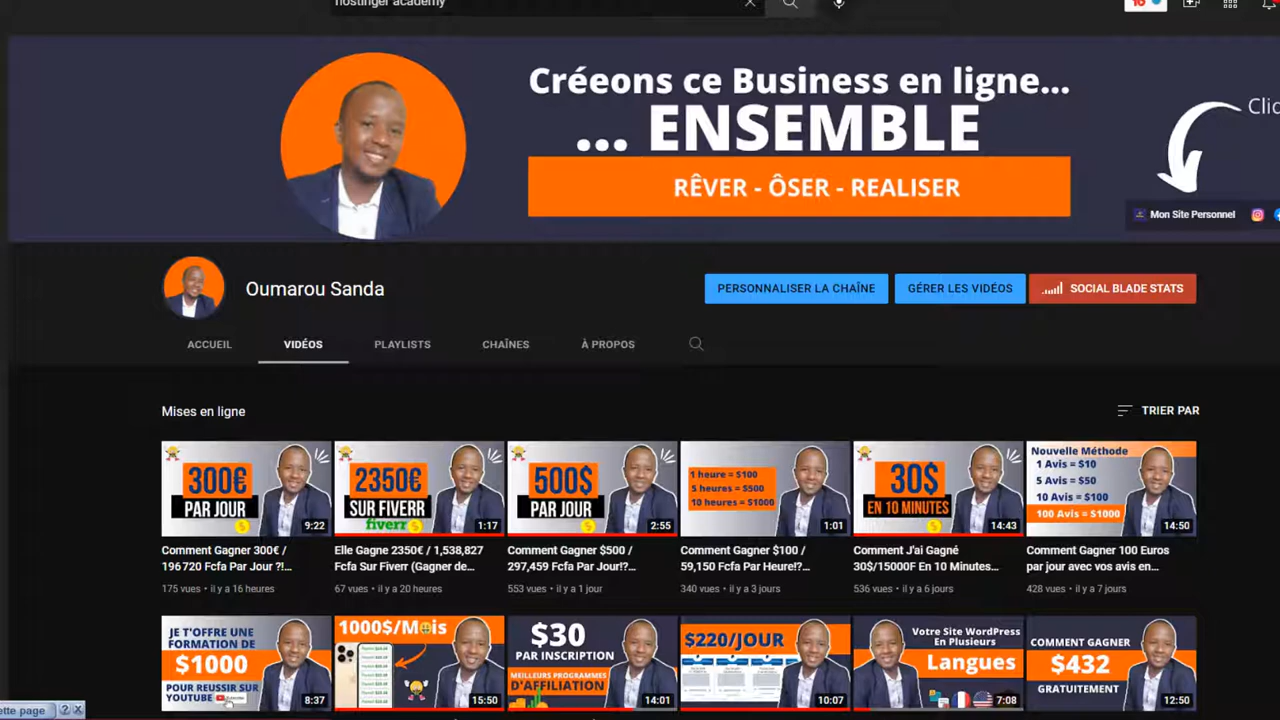 hostinger academy
Créeons ce Business en ligne...
... ENSEMBLE
RÊVER - ÔSER - REALISER
Mon Site Personnel
Oumarou Sanda
PERSONNALISER LA CHAÎNE
GÉRER LES VIDÉOS
SOCIAL BLADE STATS
ACCUEIL
VIDÉOS
PLAYLISTS
CHAÎNES
À PROPOS
Mises en ligne
TRIER PAR
300€
PAR JOUR
9:22
2350€
SUR FIVERR
fiverr
1:17
500$
PAR JOUR
2:55
1 heure = $100
5 heures = $500
10 heures = $1000
1:01
30$
EN 10 MINUTES
14:43
Nouvelle Méthode
1 Avis = $10
5 Avis = $50
10 Avis = $100
100 Avis = $1000
14:50
Comment Gagner 300€ /
196 720 Fcfa Par Jour ?!...
175 vues • il y a 16 heures
Elle Gagne 2350€ / 1,538,827
Fcfa Sur Fiverr (Gagner de...
67 vues • il y a 20 heures
Comment Gagner $500 /
297,459 Fcfa Par Jour!?...
553 vues • il y a 1 jour
Comment Gagner $100 /
59,150 Fcfa Par Heure!?...
340 vues • il y a 3 jours
Comment J'ai Gagné
30$/15000F En 10 Minutes...
536 vues • il y a 6 jours
Comment Gagner 100 Euros
par jour avec vos avis en...
428 vues • il y a 7 jours
JE T'OFFRE UNE
FORMATION DE
$1000
POUR REUSSIR SUR
YOUTUBE
8:37
1000$/Mois
15:50
$30
PAR INSCRIPTION
MEILLEURS PROGRAMMES
D'AFFILIATION
14:01
$220/JOUR
10:07
Votre Site WordPress
En Plusieurs
Langues
7:08
COMMENT GAGNER
$432
GRATUITEMENT
12:50
ette page